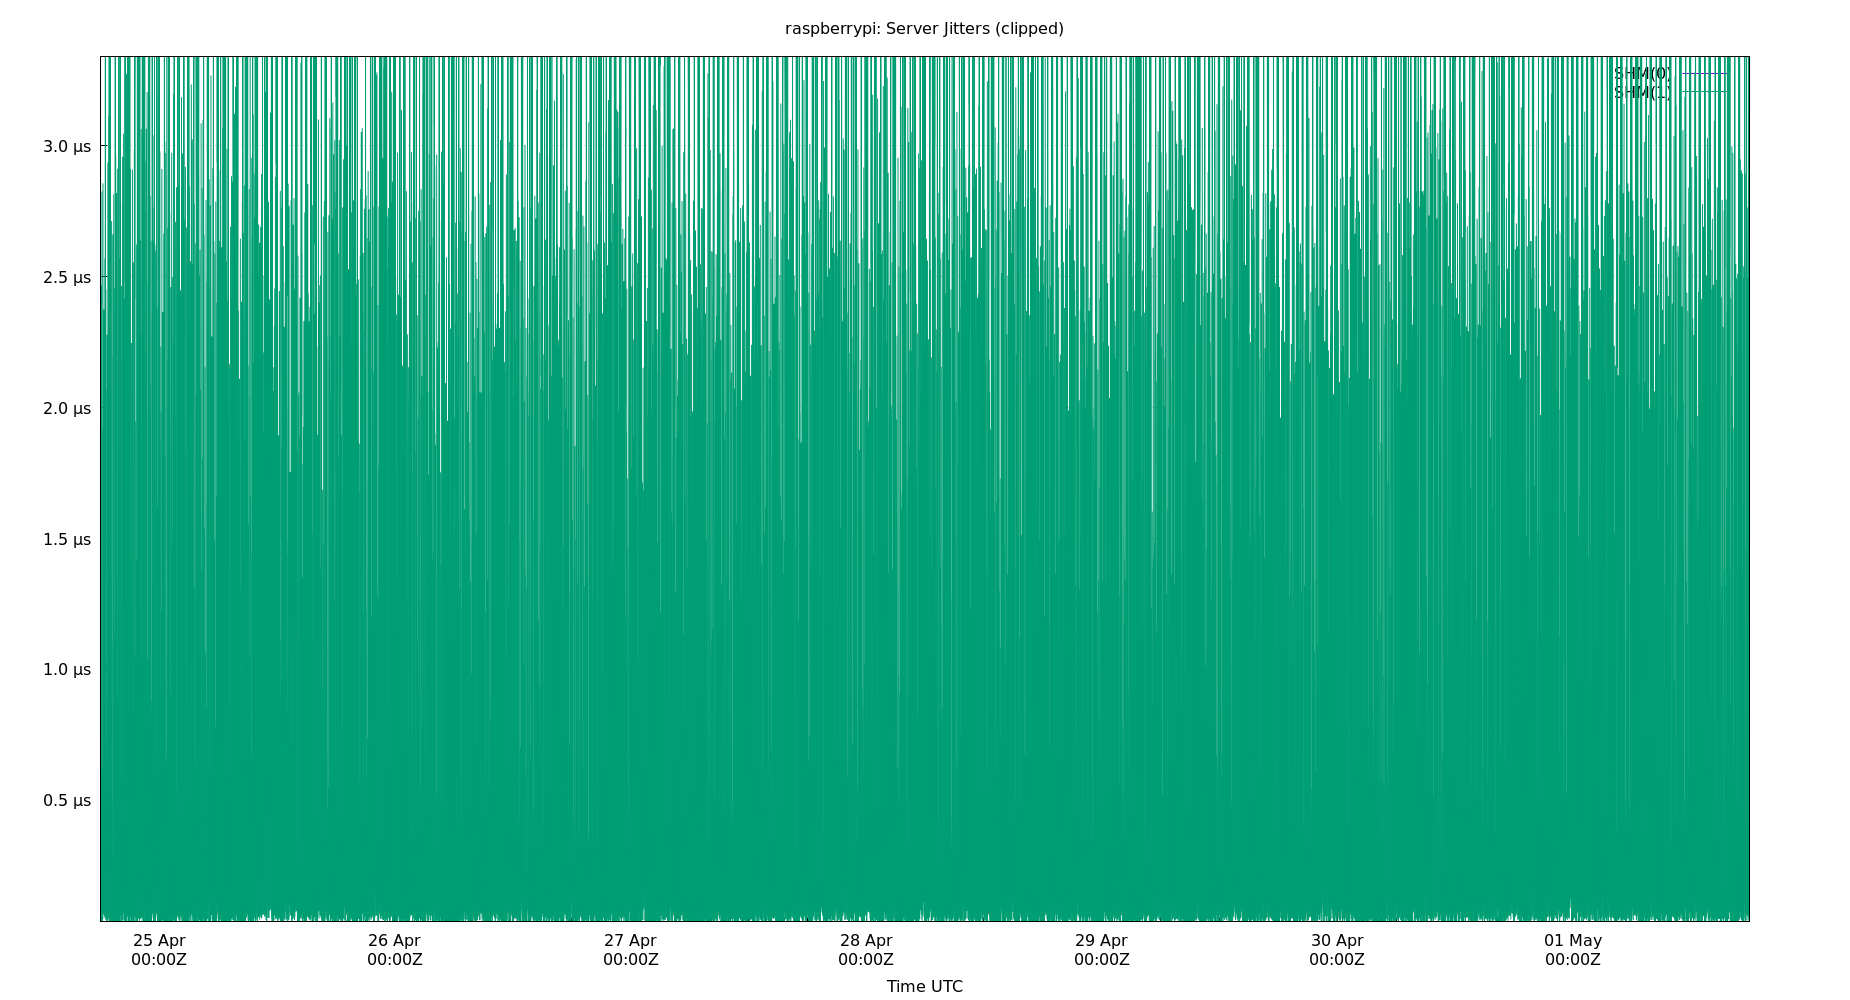 raspberrypi: Server Jitters (clipped)
SHM(0)
SHM(1)
3.0 µs
2.5 µs
2.0 µs
1.5 µs
1.0 µs
0.5 µs
25 Apr 26 Apr 27 Apr 28 Apr 29 Apr 30 Apr 01 May
00:00Z 00:00Z 00:00Z 00:00Z 00:00Z 00:00Z 00:00Z
Time UTC